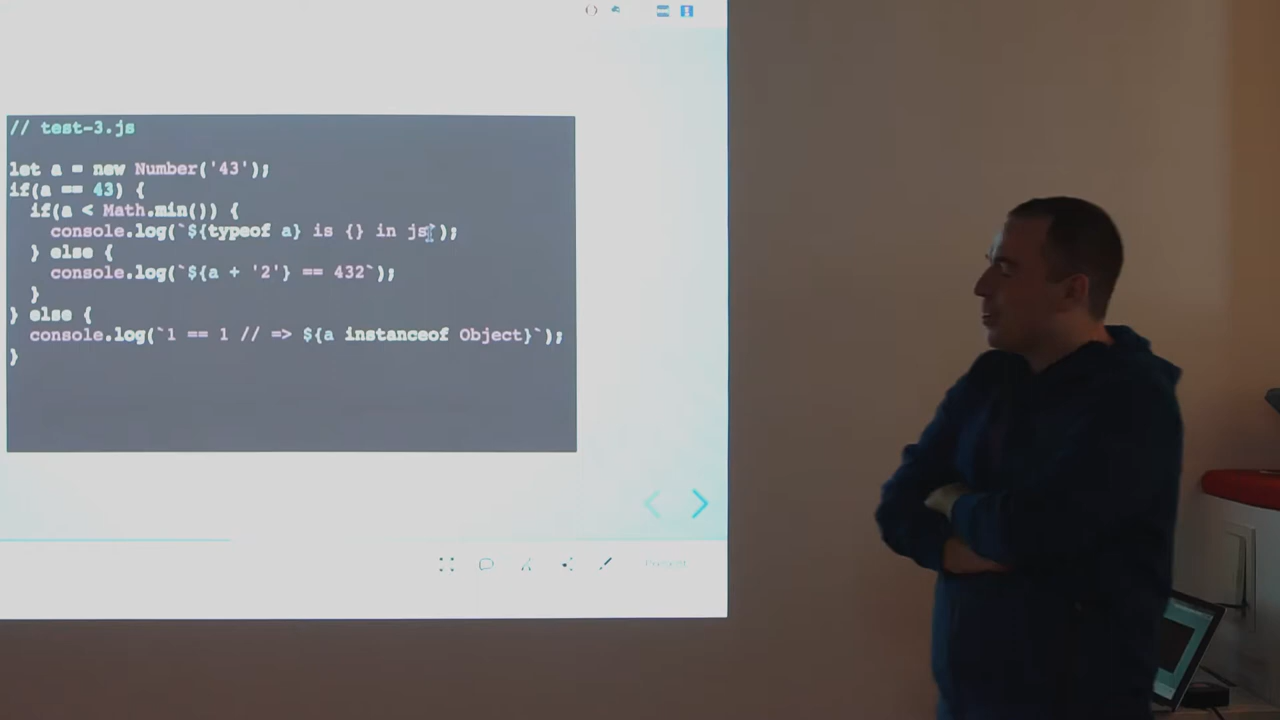 // test-3.js
let a = new Number('43');
if(a == 43) {
if(a < Math.min()) {
console.log(`${typeof a} is {} in js`);
} else {
console.log(`${a + '2'} == 432`);
}
} else {
console.log(`1 == 1 // => ${a instanceof Object}`);
}
Present